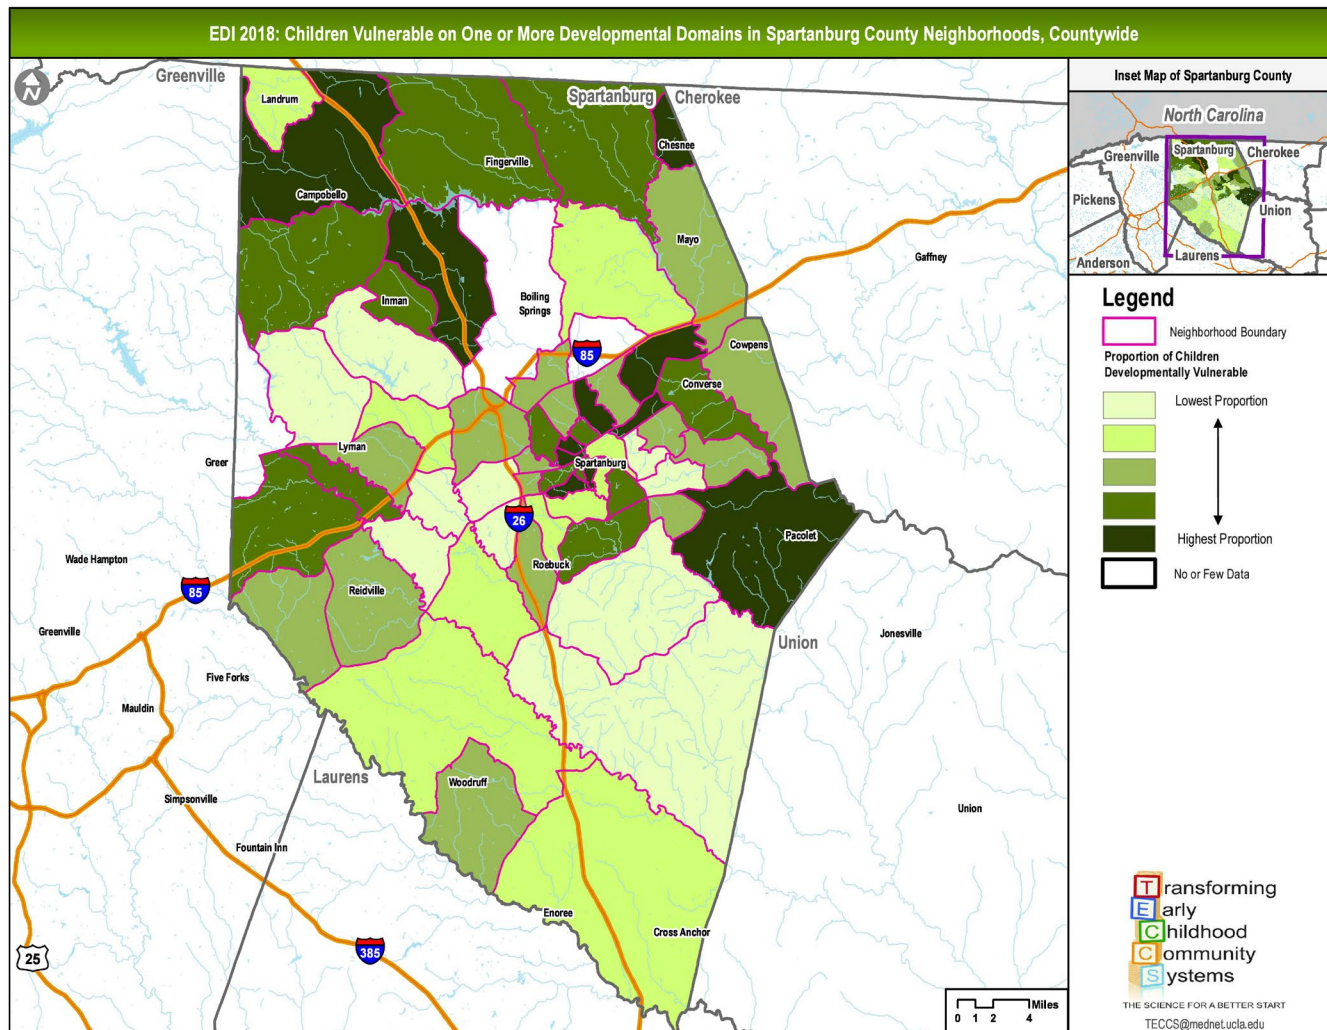 EDI 2018: Children Vulnerable on One or More Developmental Domains in Spartanburg County Neighborhoods, Countywide
N
Greenville
Spartanburg
Cherokee
Landrum
Chesnee
Fingerville
Campobello
Mayo
Gaffney
Inman
Boiling
Springs
85
Cowpens
Converse
Lyman
Greer
Spartanburg
26
Pacolet
Wade Hampton
Roebuck
85
Reidville
Greenville
Jonesville
Union
Five Forks
Mauldin
Laurens
Woodruff
Simpsonville
Union
Fountain Inn
Enoree
Cross Anchor
385
25
Miles
0 1 2 4
Inset Map of Spartanburg County
North Carolina
Spartanburg
Greenville
Cherokee
Pickens
Union
Anderson
Laurens
Legend
Neighborhood Boundary
Proportion of Children
Developmentally Vulnerable
Lowest Proportion
Highest Proportion
No or Few Data
Transforming
Early
Childhood
Community
Systems
THE SCIENCE FOR A BETTER START
TECCS@mednet.ucla.edu